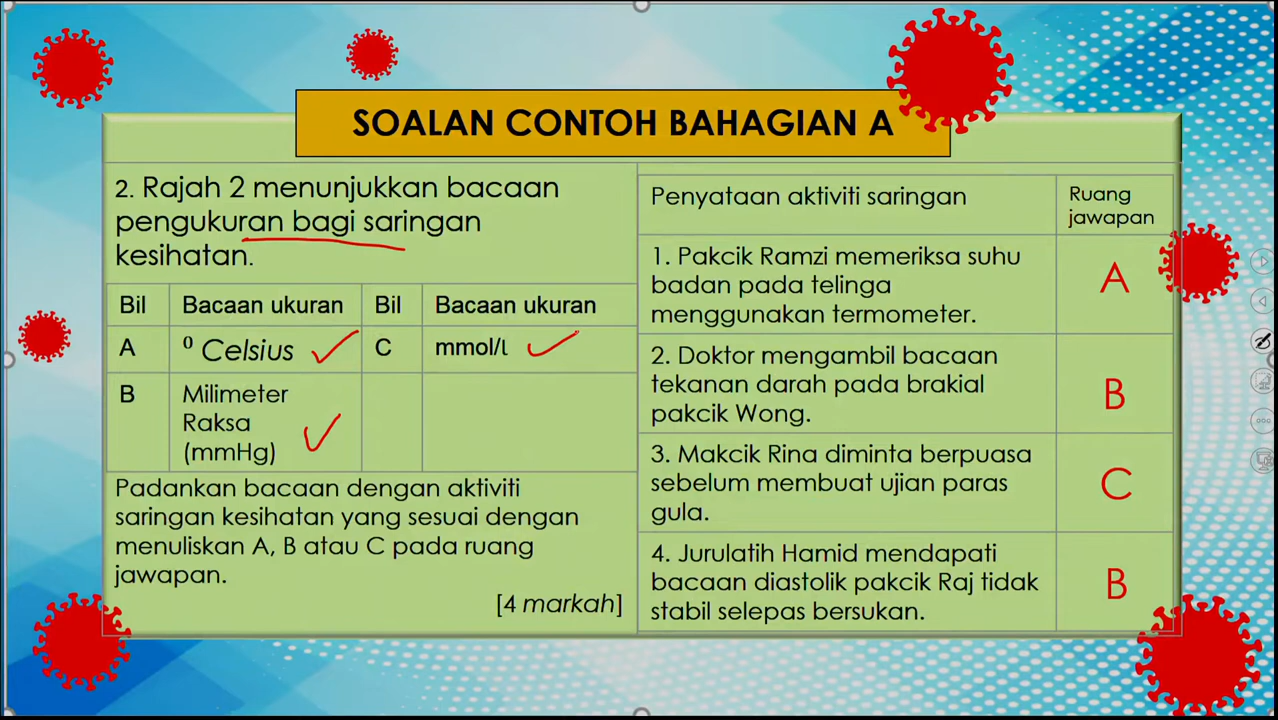 SOALAN CONTOH BAHAGIAN A
2. Rajah 2 menunjukkan bacaan
pengukuran bagi saringan
kesihatan.
Bil Bacaan ukuran Bil Bacaan ukuran
A ⁰ Celsius C mmol/l
B Milimeter
Raksa
(mmHg)
Padankan bacaan dengan aktiviti
saringan kesihatan yang sesuai dengan
menuliskan A, B atau C pada ruang
jawapan.
[4 markah]
Penyataan aktiviti saringan
Ruang
jawapan
1. Pakcik Ramzi memeriksa suhu
badan pada telinga
menggunakan termometer.
A
2. Doktor mengambil bacaan
tekanan darah pada brakial
pakcik Wong.
B
3. Makcik Rina diminta berpuasa
sebelum membuat ujian paras
gula.
C
4. Jurulatih Hamid mendapati
bacaan diastolik pakcik Raj tidak
stabil selepas bersukan.
B